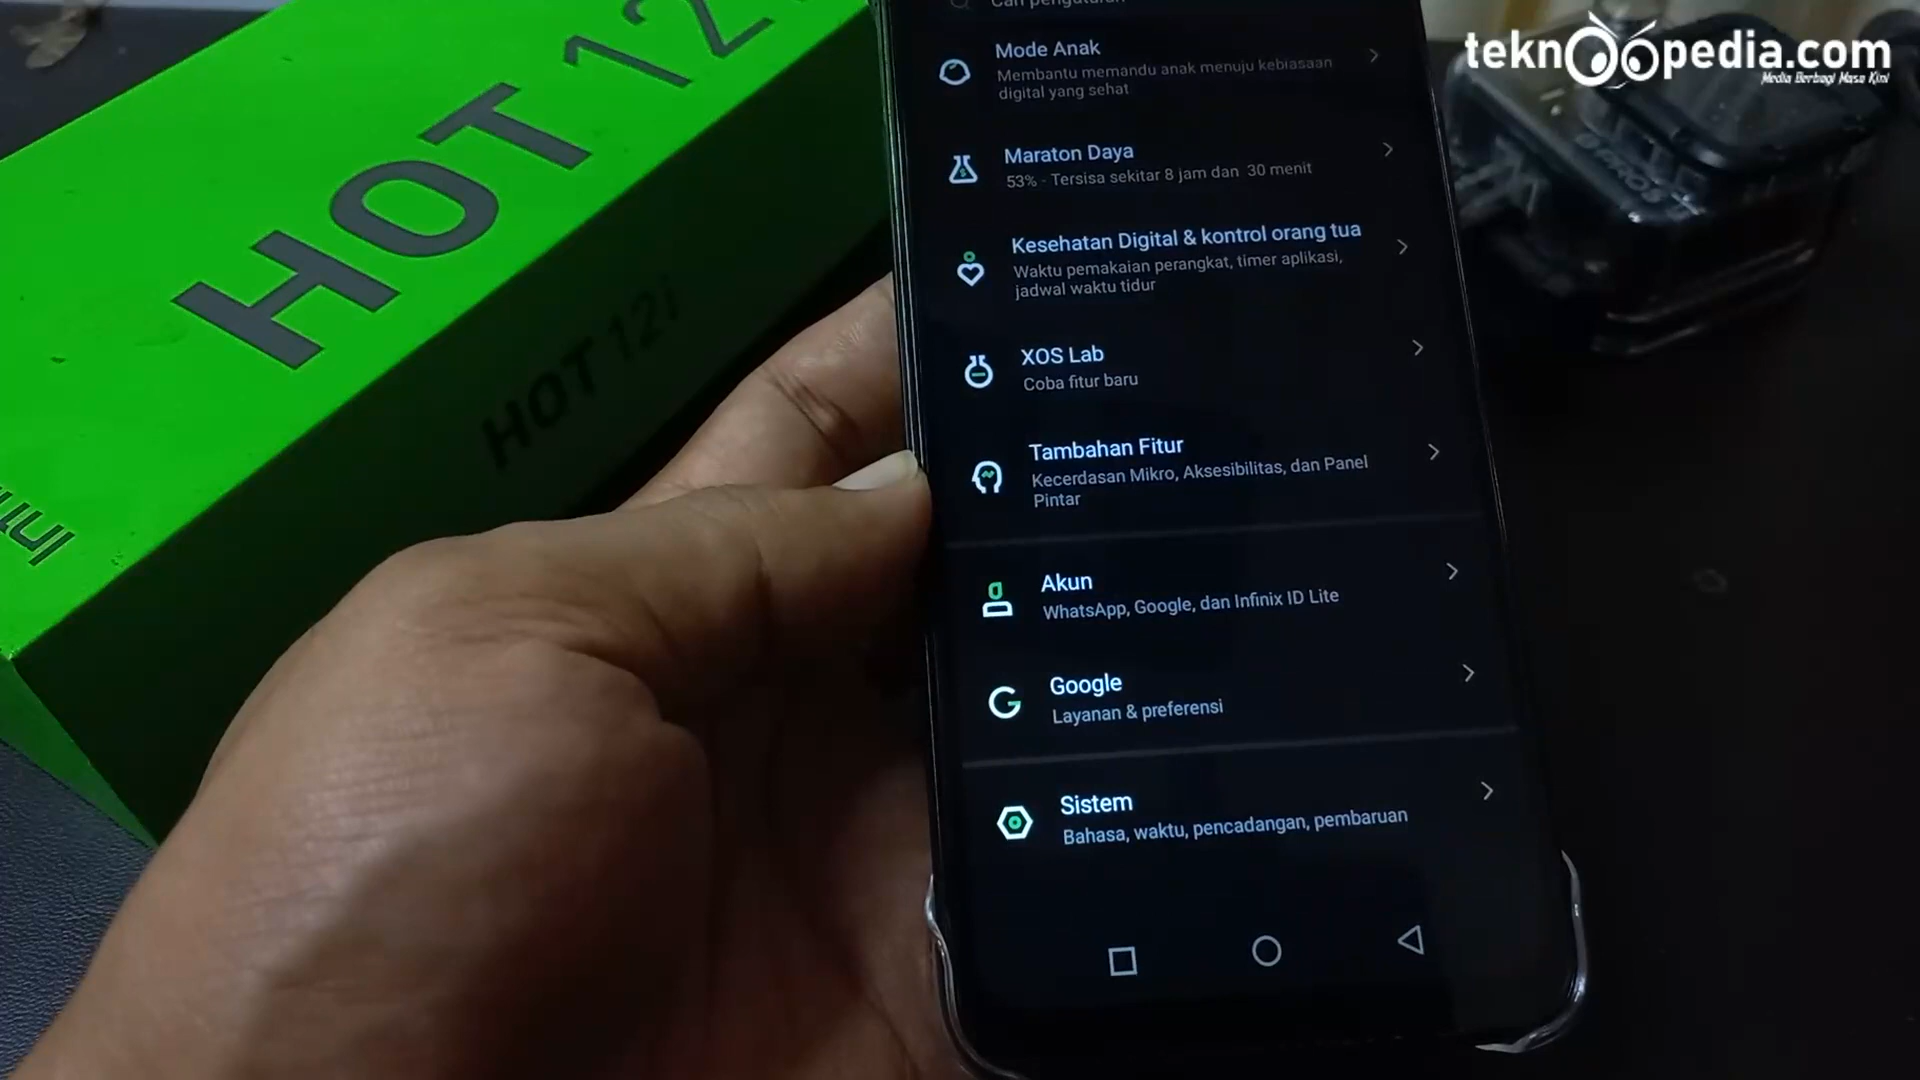 teknOOpedia.com
Media Berbagi Masa Kini
HOT 12i
HOT 12i
Infini
Cari pengaturan
Mode Anak
Membantu memandu anak menuju kebiasaan
digital yang sehat
Maraton Daya
53% - Tersisa sekitar 8 jam dan 30 menit
Kesehatan Digital & kontrol orang tua
Waktu pemakaian perangkat, timer aplikasi,
jadwal waktu tidur
XOS Lab
Coba fitur baru
Tambahan Fitur
Kecerdasan Mikro, Aksesibilitas, dan Panel
Pintar
Akun
WhatsApp, Google, dan Infinix ID Lite
Google
Layanan & preferensi
Sistem
Bahasa, waktu, pencadangan, pembaruan